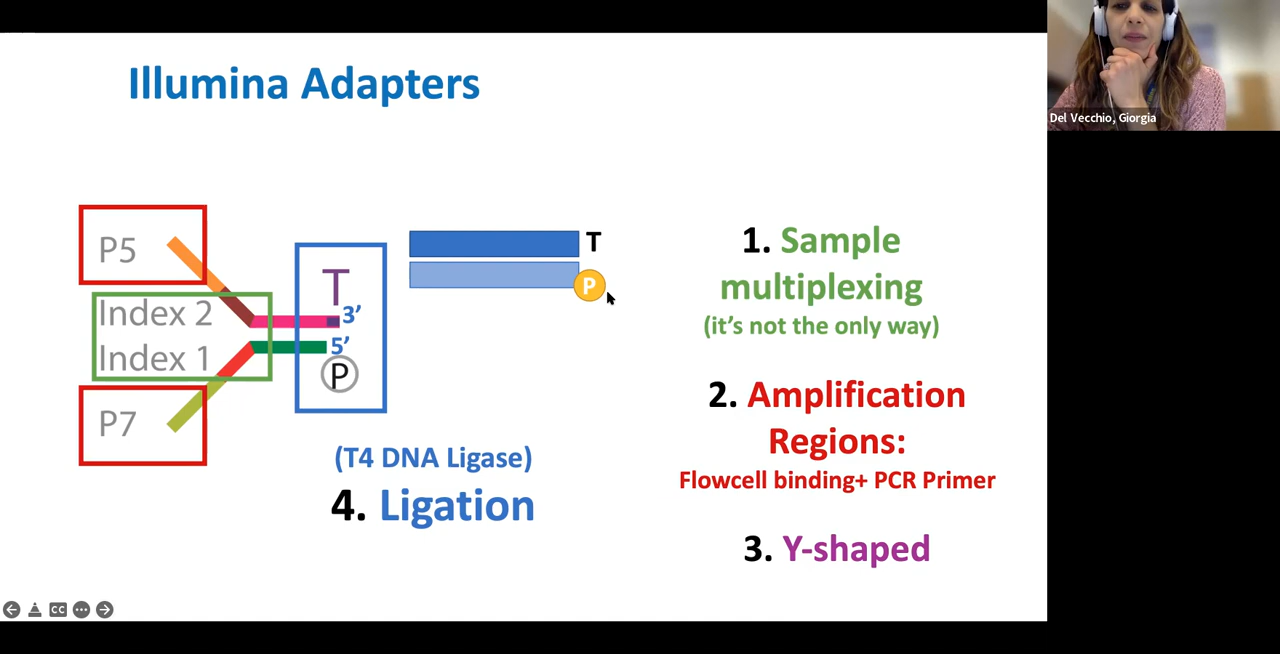 Illumina Adapters
Del Vecchio, Giorgia
P5
Index 2
Index 1
P7
T
3’
5’
P
T
P
(T4 DNA Ligase)
4. Ligation
1. Sample
multiplexing
(it’s not the only way)
2. Amplification
Regions:
Flowcell binding+ PCR Primer
3. Y-shaped
CC